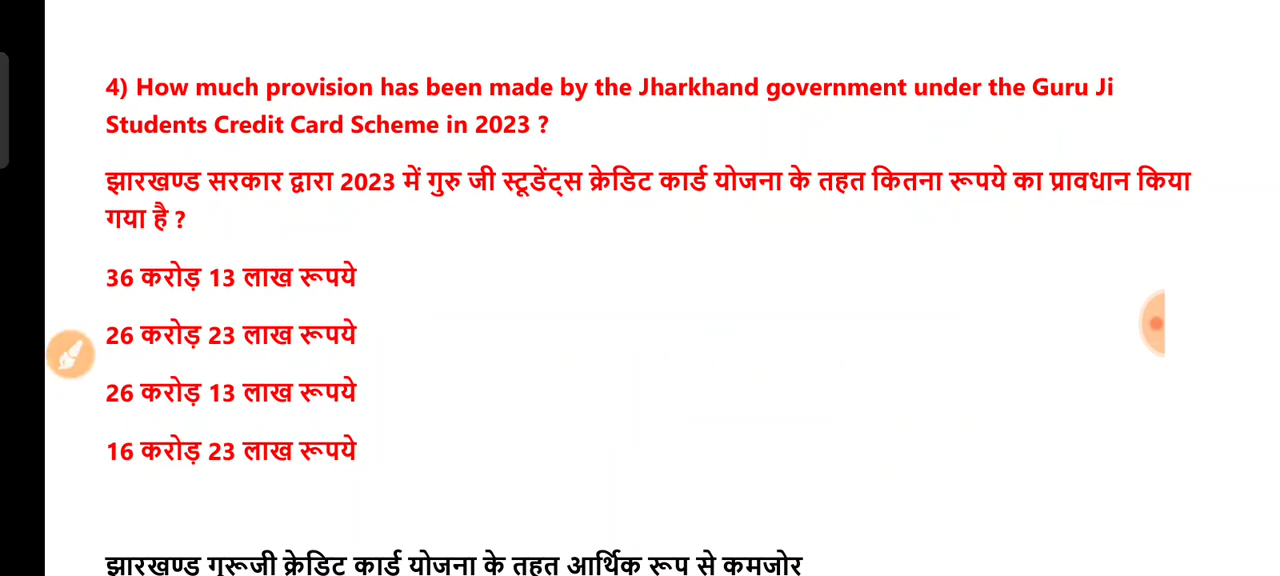 4) How much provision has been made by the Jharkhand government under the Guru Ji
Students Credit Card Scheme in 2023 ?
झारखण्ड सरकार द्वारा 2023 में गुरु जी स्टूडेंट्स क्रेडिट कार्ड योजना के तहत कितना रूपये का प्रावधान किया
गया है ?
36 करोड़ 13 लाख रूपये
26 करोड़ 23 लाख रूपये
26 करोड़ 13 लाख रूपये
16 करोड़ 23 लाख रूपये
झारखण्ड गुरूजी क्रेडिट कार्ड योजना के तहत आर्थिक रूप से कमजोर